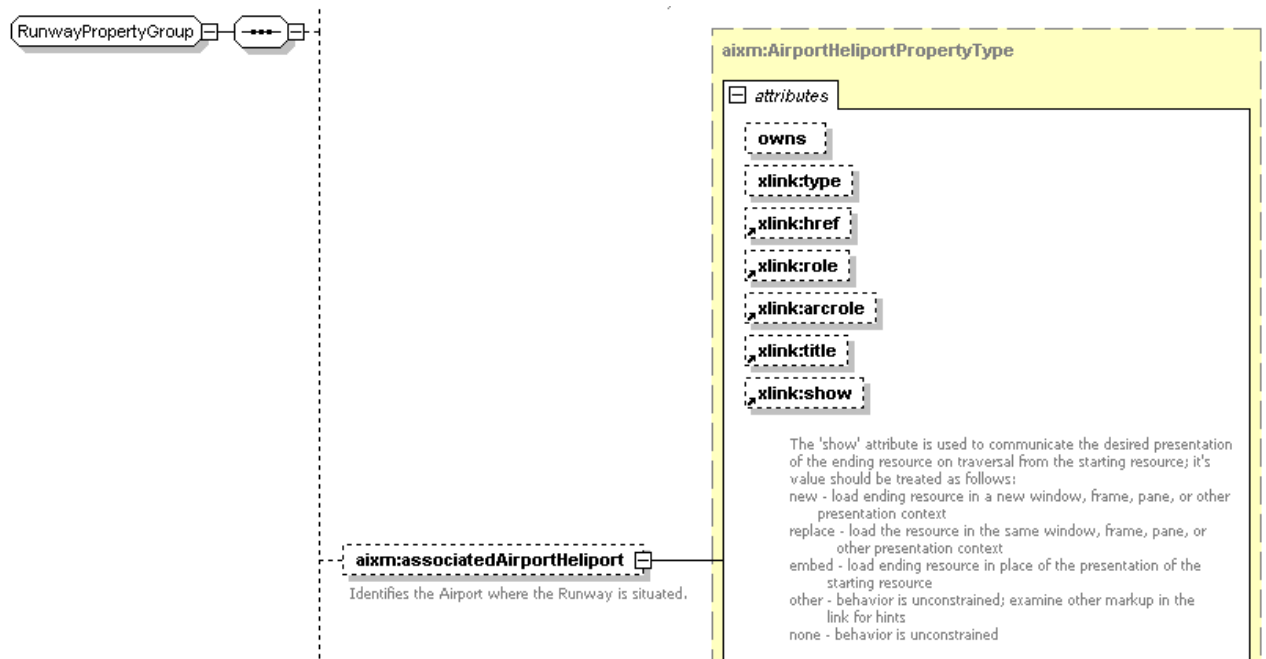 RunwayPropertyGroup
aixm:AirportHeliportPropertyType
attributes
owns
xlink:type
xlink:href
xlink:role
xlink:arcrole
xlink:title
xlink:show
The 'show' attribute is used to communicate the desired presentation
of the ending resource on traversal from the starting resource; it's
value should be treated as follows:
new - load ending resource in a new window, frame, pane, or other
presentation context
replace - load the resource in the same window, frame, pane, or
other presentation context
embed - load ending resource in place of the presentation of the
starting resource
other - behavior is unconstrained; examine other markup in the
link for hints
none - behavior is unconstrained
aixm:associatedAirportHeliport
Identifies the Airport where the Runway is situated.